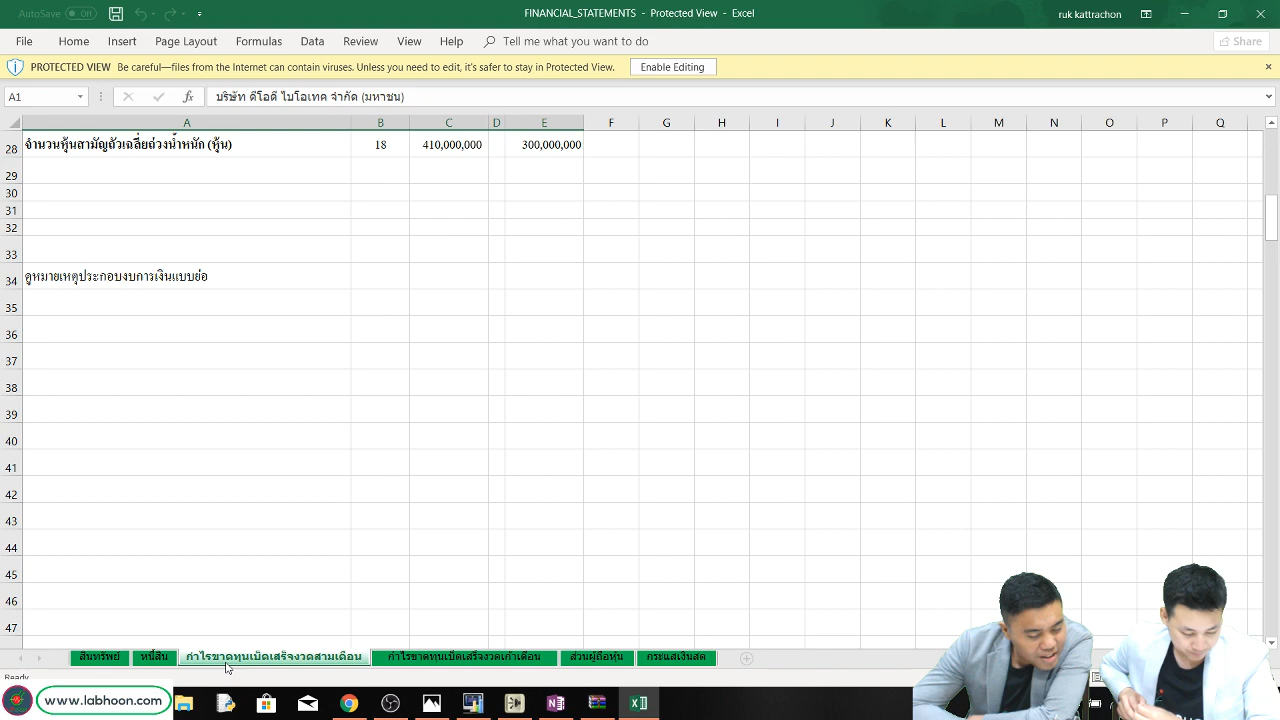 AutoSave Off
FINANCIAL_STATEMENTS - Protected View - Excel
ruk kattrachon
File Home Insert Page Layout Formulas Data Review View Help Tell me what you want to do Share
PROTECTED VIEW Be careful—files from the Internet can contain viruses. Unless you need to edit, it's safer to stay in Protected View. Enable Editing
A1 fx บริษัท ดีโอดี ไบโอเทค จำกัด (มหาชน)
A B C D E F G H I J K L M N O P Q
28 จำนวนหุ้นสามัญถัวเฉลี่ยถ่วงน้ำหนัก (หุ้น) 18 410,000,000 300,000,000
29
30
31
32
33
34 ดูหมายเหตุประกอบงบการเงินแบบย่อ
35
36
37
38
39
40
41
42
43
44
45
46
47
สินทรัพย์ หนี้สิน กำไรขาดทุนเบ็ดเสร็จงวดสามเดือน กำไรขาดทุนเบ็ดเสร็จงวดเก้าเดือน ส่วนผู้ถือหุ้น กระแสเงินสด
Ready
www.labhoon.com